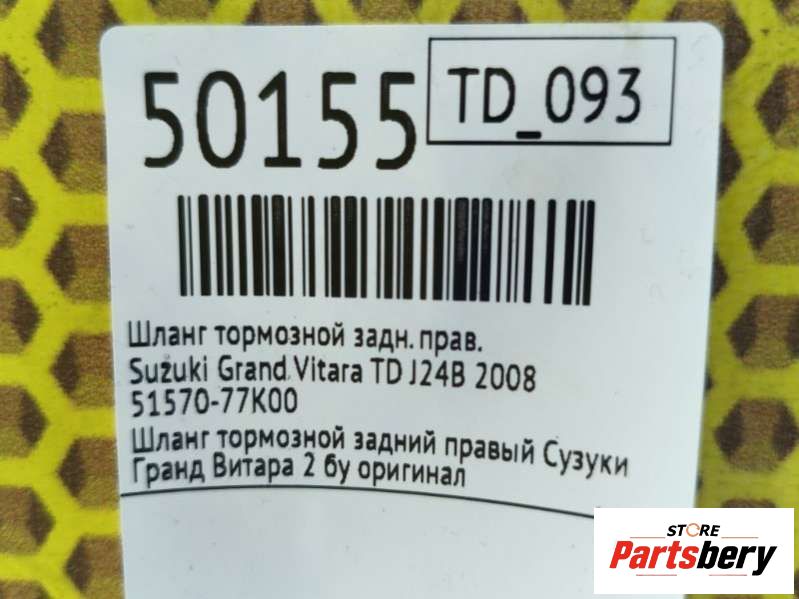 50155
TD_093
Шланг тормозной задн. прав.
Suzuki Grand Vitara TD J24B 2008
51570-77K00
Шланг тормозной задний правый Сузуки
Гранд Витара 2 бу оригинал
STORE
Partsbery